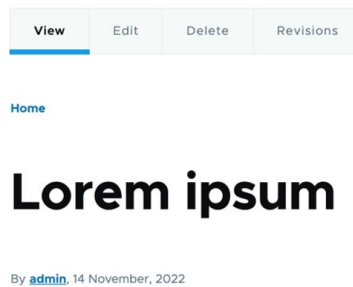 View Edit Delete Revisions
Home
Lorem ipsum
By admin, 14 November, 2022